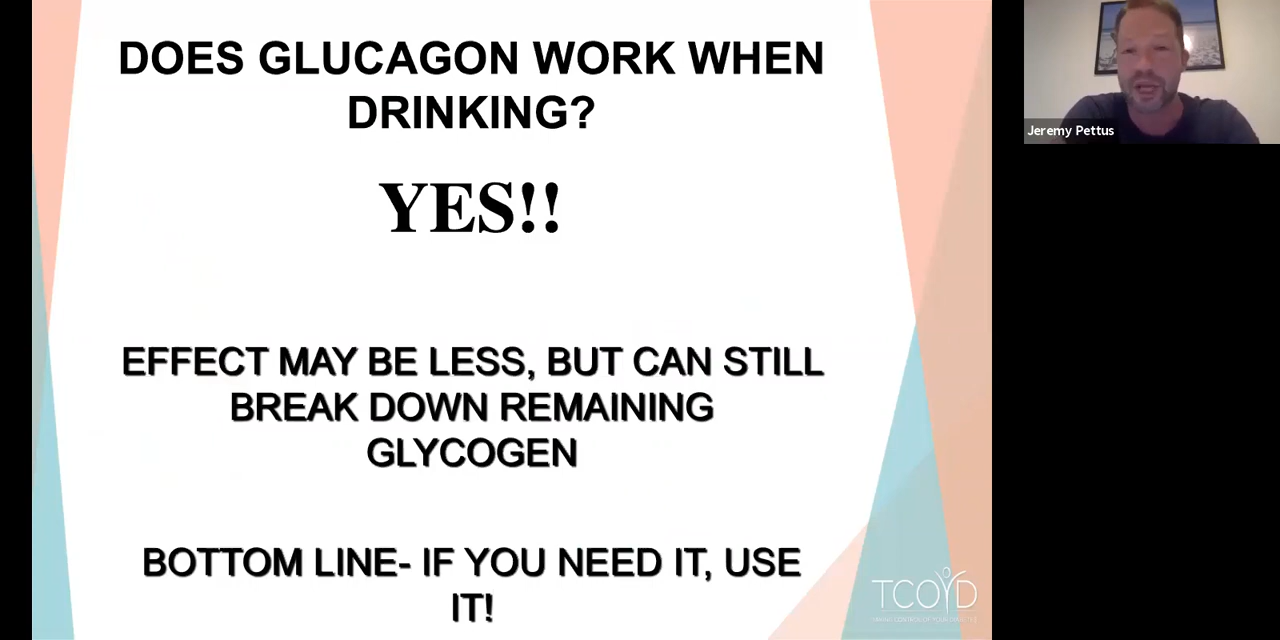 DOES GLUCAGON WORK WHEN
DRINKING?
YES!!
EFFECT MAY BE LESS, BUT CAN STILL
BREAK DOWN REMAINING
GLYCOGEN
BOTTOM LINE- IF YOU NEED IT, USE
IT!
TCOYD
Jeremy Pettus